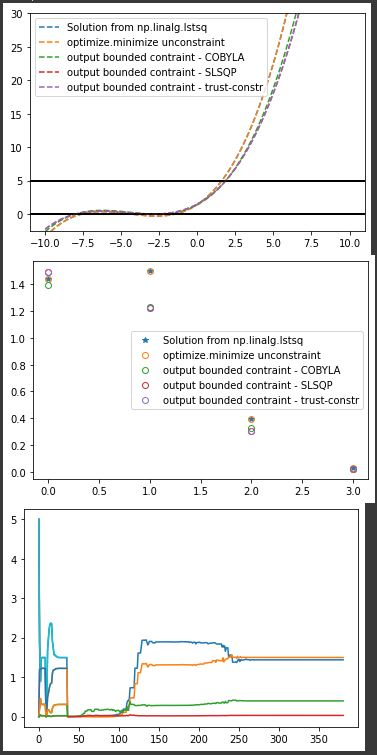 30
25
20
15
10
5
0
Solution from np.linalg.lstsq
optimize.minimize unconstraint
output bounded contraint - COBYLA
output bounded contraint - SLSQP
output bounded contraint - trust-constr
−10.0 −7.5 −5.0 −2.5 0.0 2.5 5.0 7.5 10.0
1.4
1.2
1.0
0.8
0.6
0.4
0.2
0.0
Solution from np.linalg.lstsq
optimize.minimize unconstraint
output bounded contraint - COBYLA
output bounded contraint - SLSQP
output bounded contraint - trust-constr
0.0 0.5 1.0 1.5 2.0 2.5 3.0
5
4
3
2
1
0
0 50 100 150 200 250 300 350